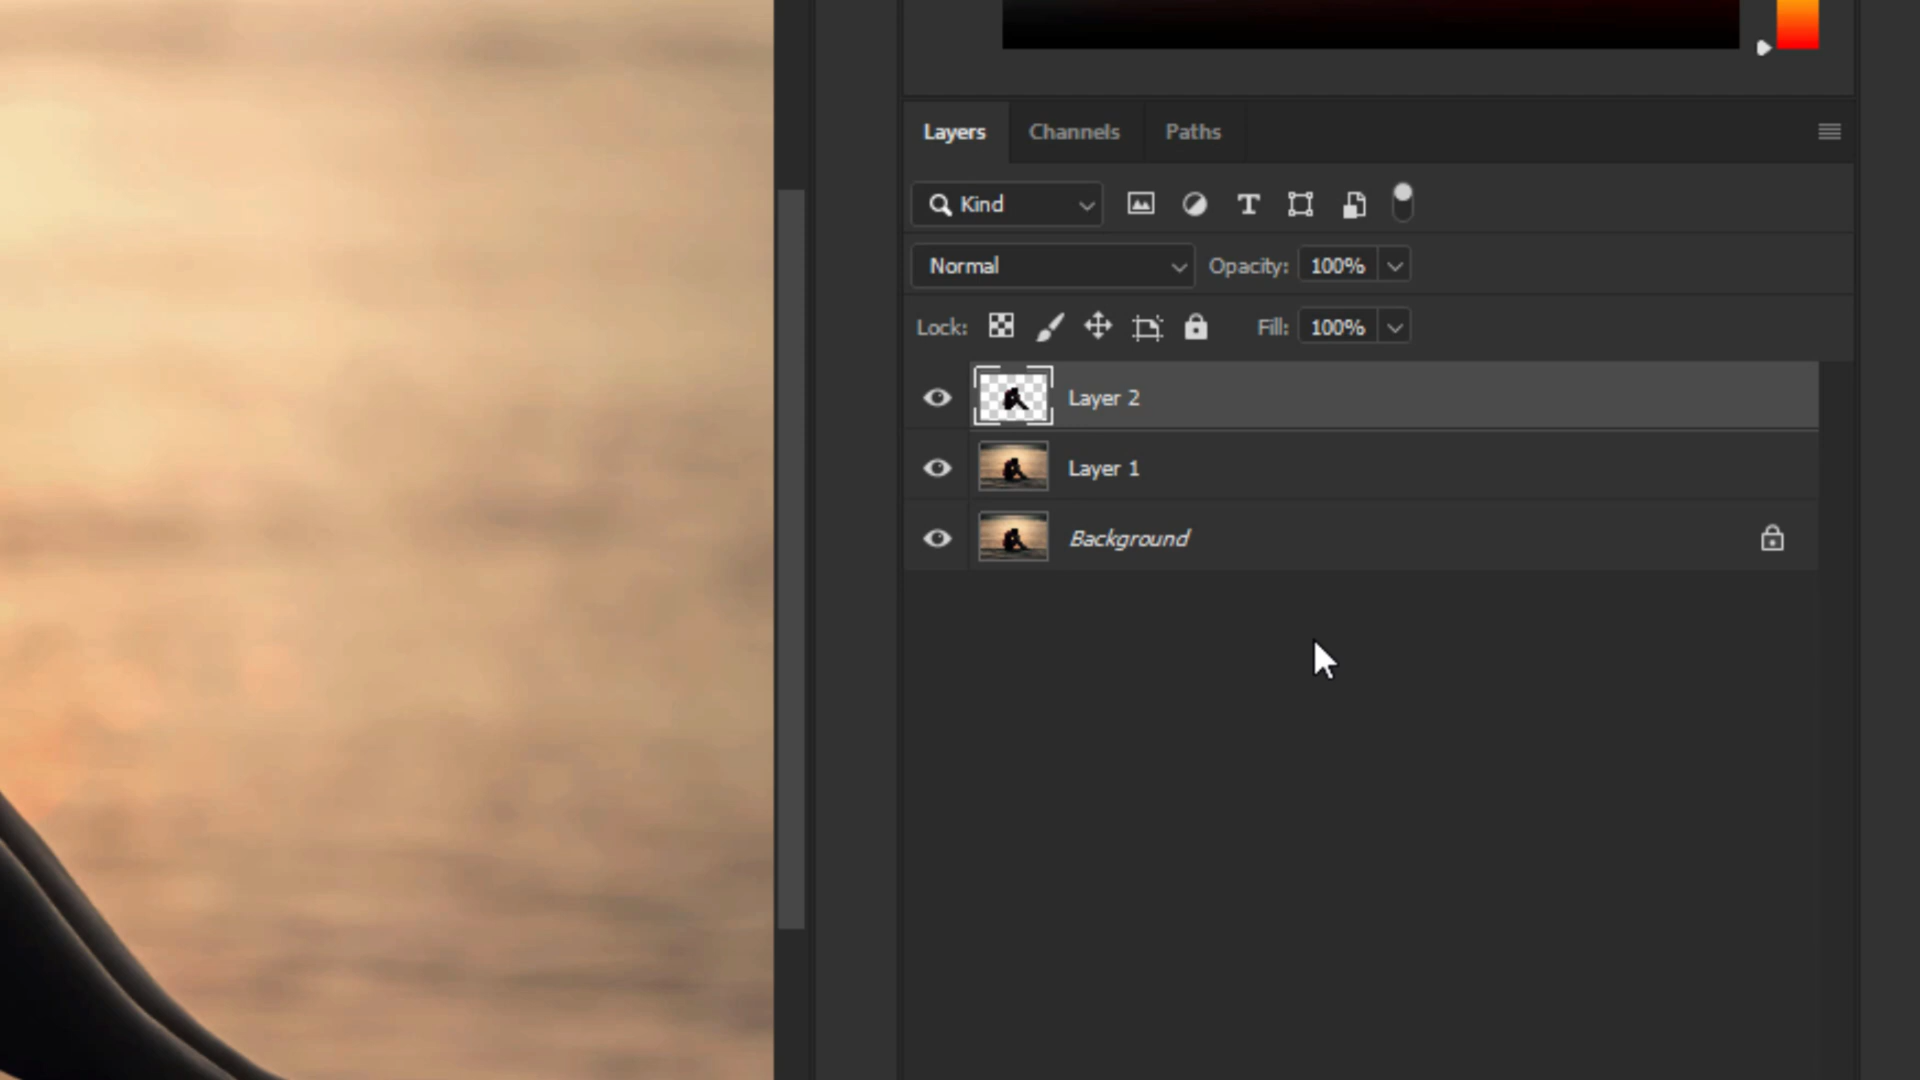 Layers Channels Paths
Kind
Normal Opacity: 100%
Lock: Fill: 100%
Layer 2
Layer 1
Background